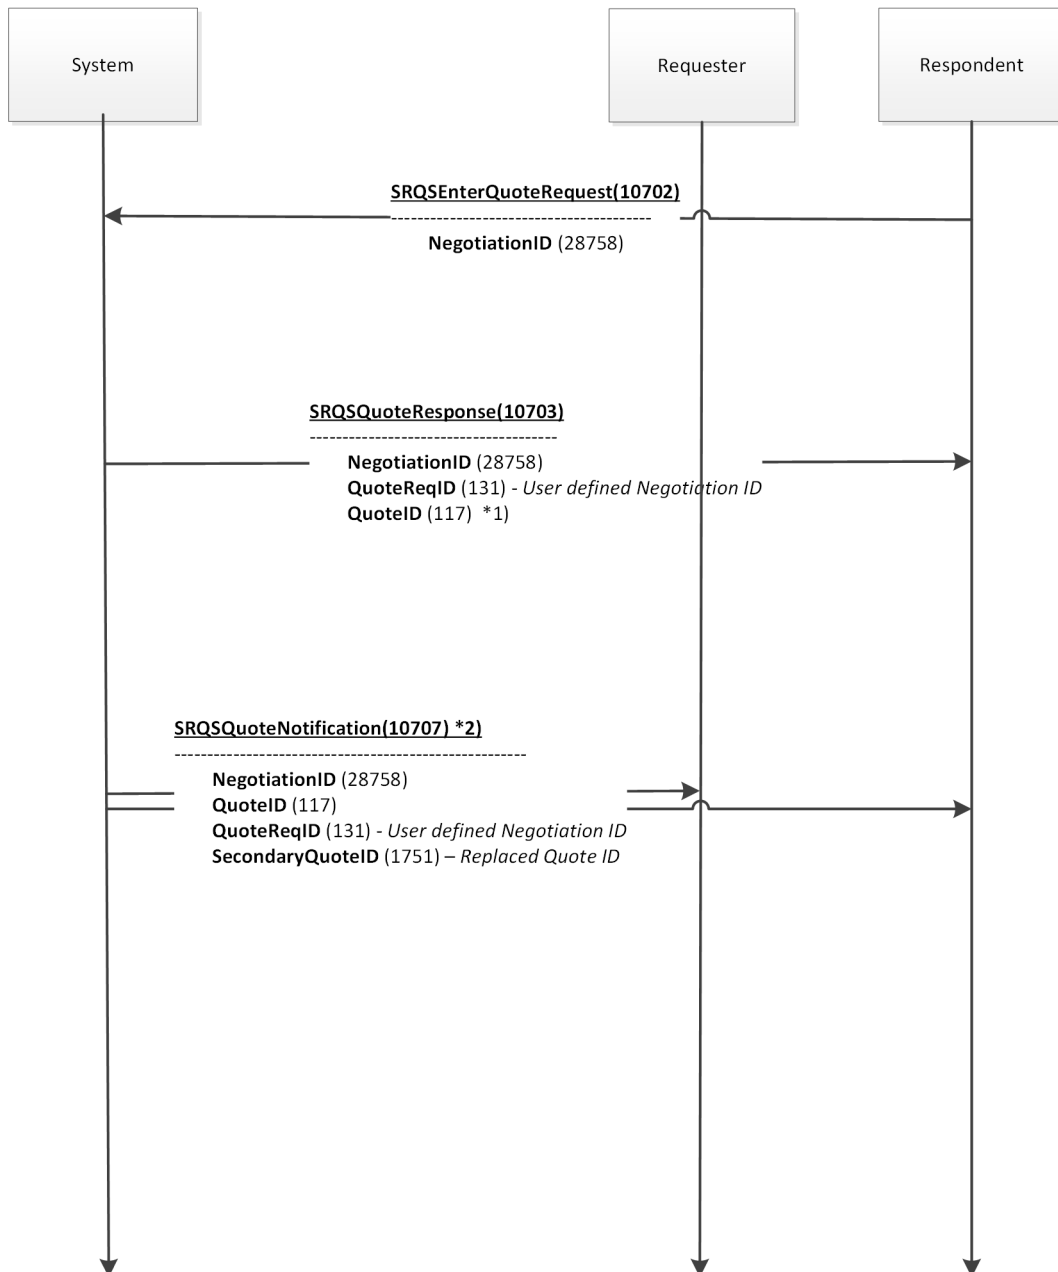 System
Requester
Respondent
SRQSEnterQuoteRequest(10702)
----------------------------------------
NegotiationID (28758)
SRQSQuoteResponse(10703)
--------------------------------------
NegotiationID (28758)
QuoteReqID (131) - User defined Negotiation ID
QuoteID (117)  *1)
SRQSQuoteNotification(10707) *2)
------------------------------------------------------
NegotiationID (28758)
QuoteID (117)
QuoteReqID (131) - User defined Negotiation ID
SecondaryQuoteID (1751) – Replaced Quote ID